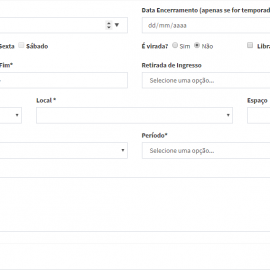 Data Encerramento (apenas se for temporad
dd/mm/aaaa
Sexta Sábado É virada? Sim Não Libr
Fim* Retirada de Ingresso
Selecione uma opção...
Local * Espaço
Período*
Selecione uma opção...